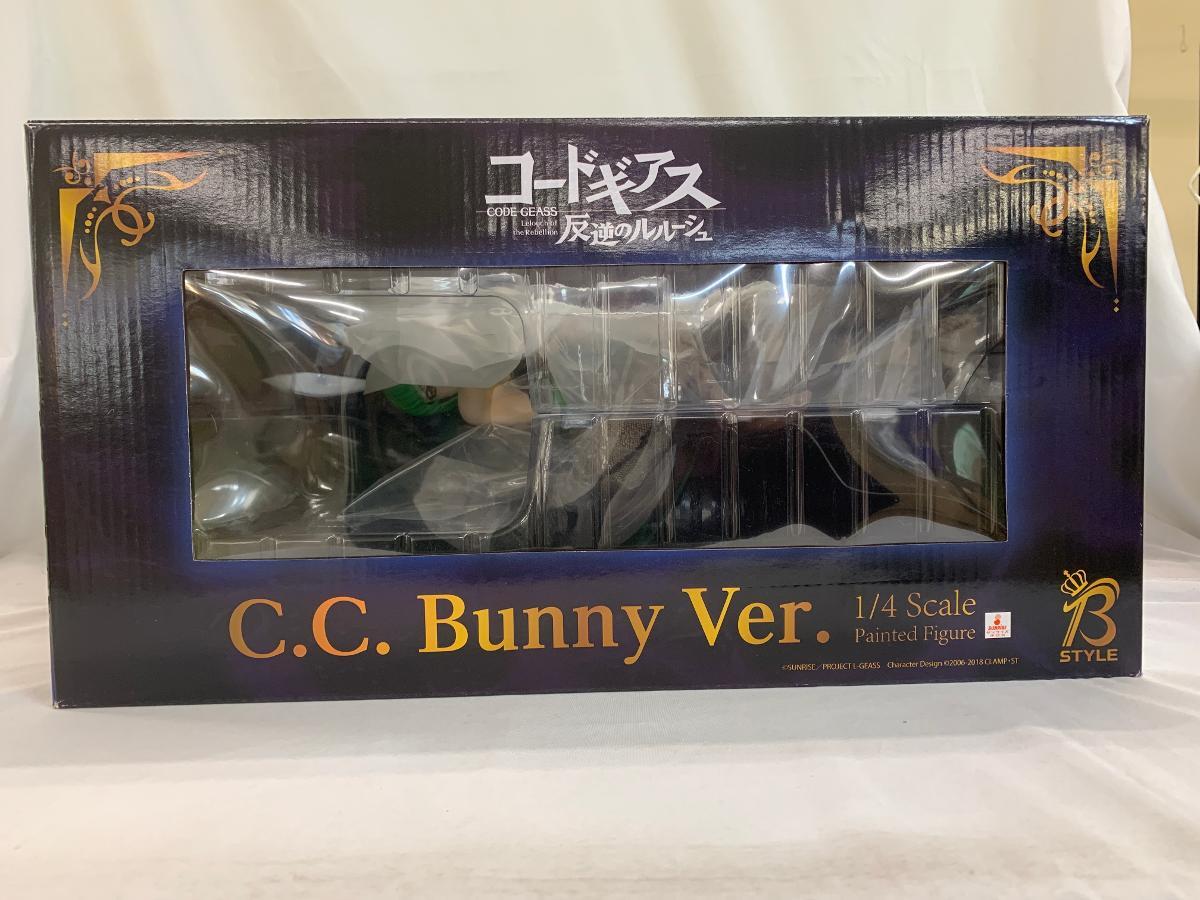 コードギアス
CODE GEASS
Lelouch of
the Rebellion
反逆のルルーシュ
C.C. Bunny Ver.
1/4 Scale
Painted Figure
B
STYLE
©SUNRISE／PROJECT L-GEASS Character Design ©2006-2018 CLAMP・ST